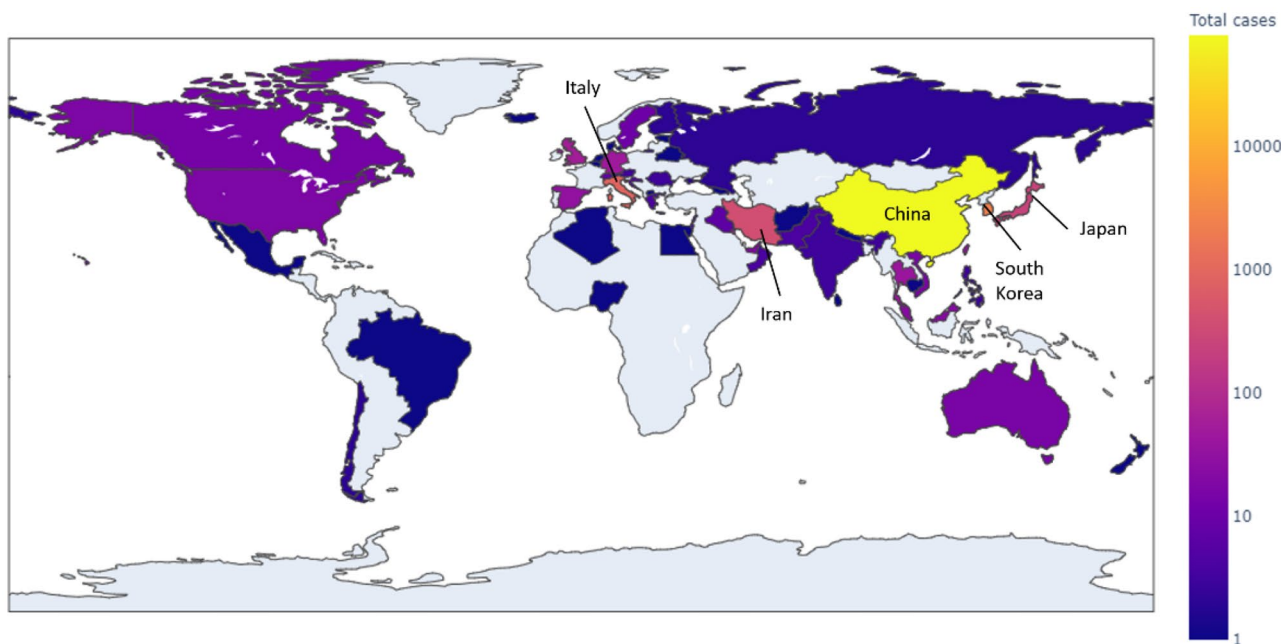 Total cases
Italy
10000
China
Japan
South
Korea
1000
Iran
100
10
1